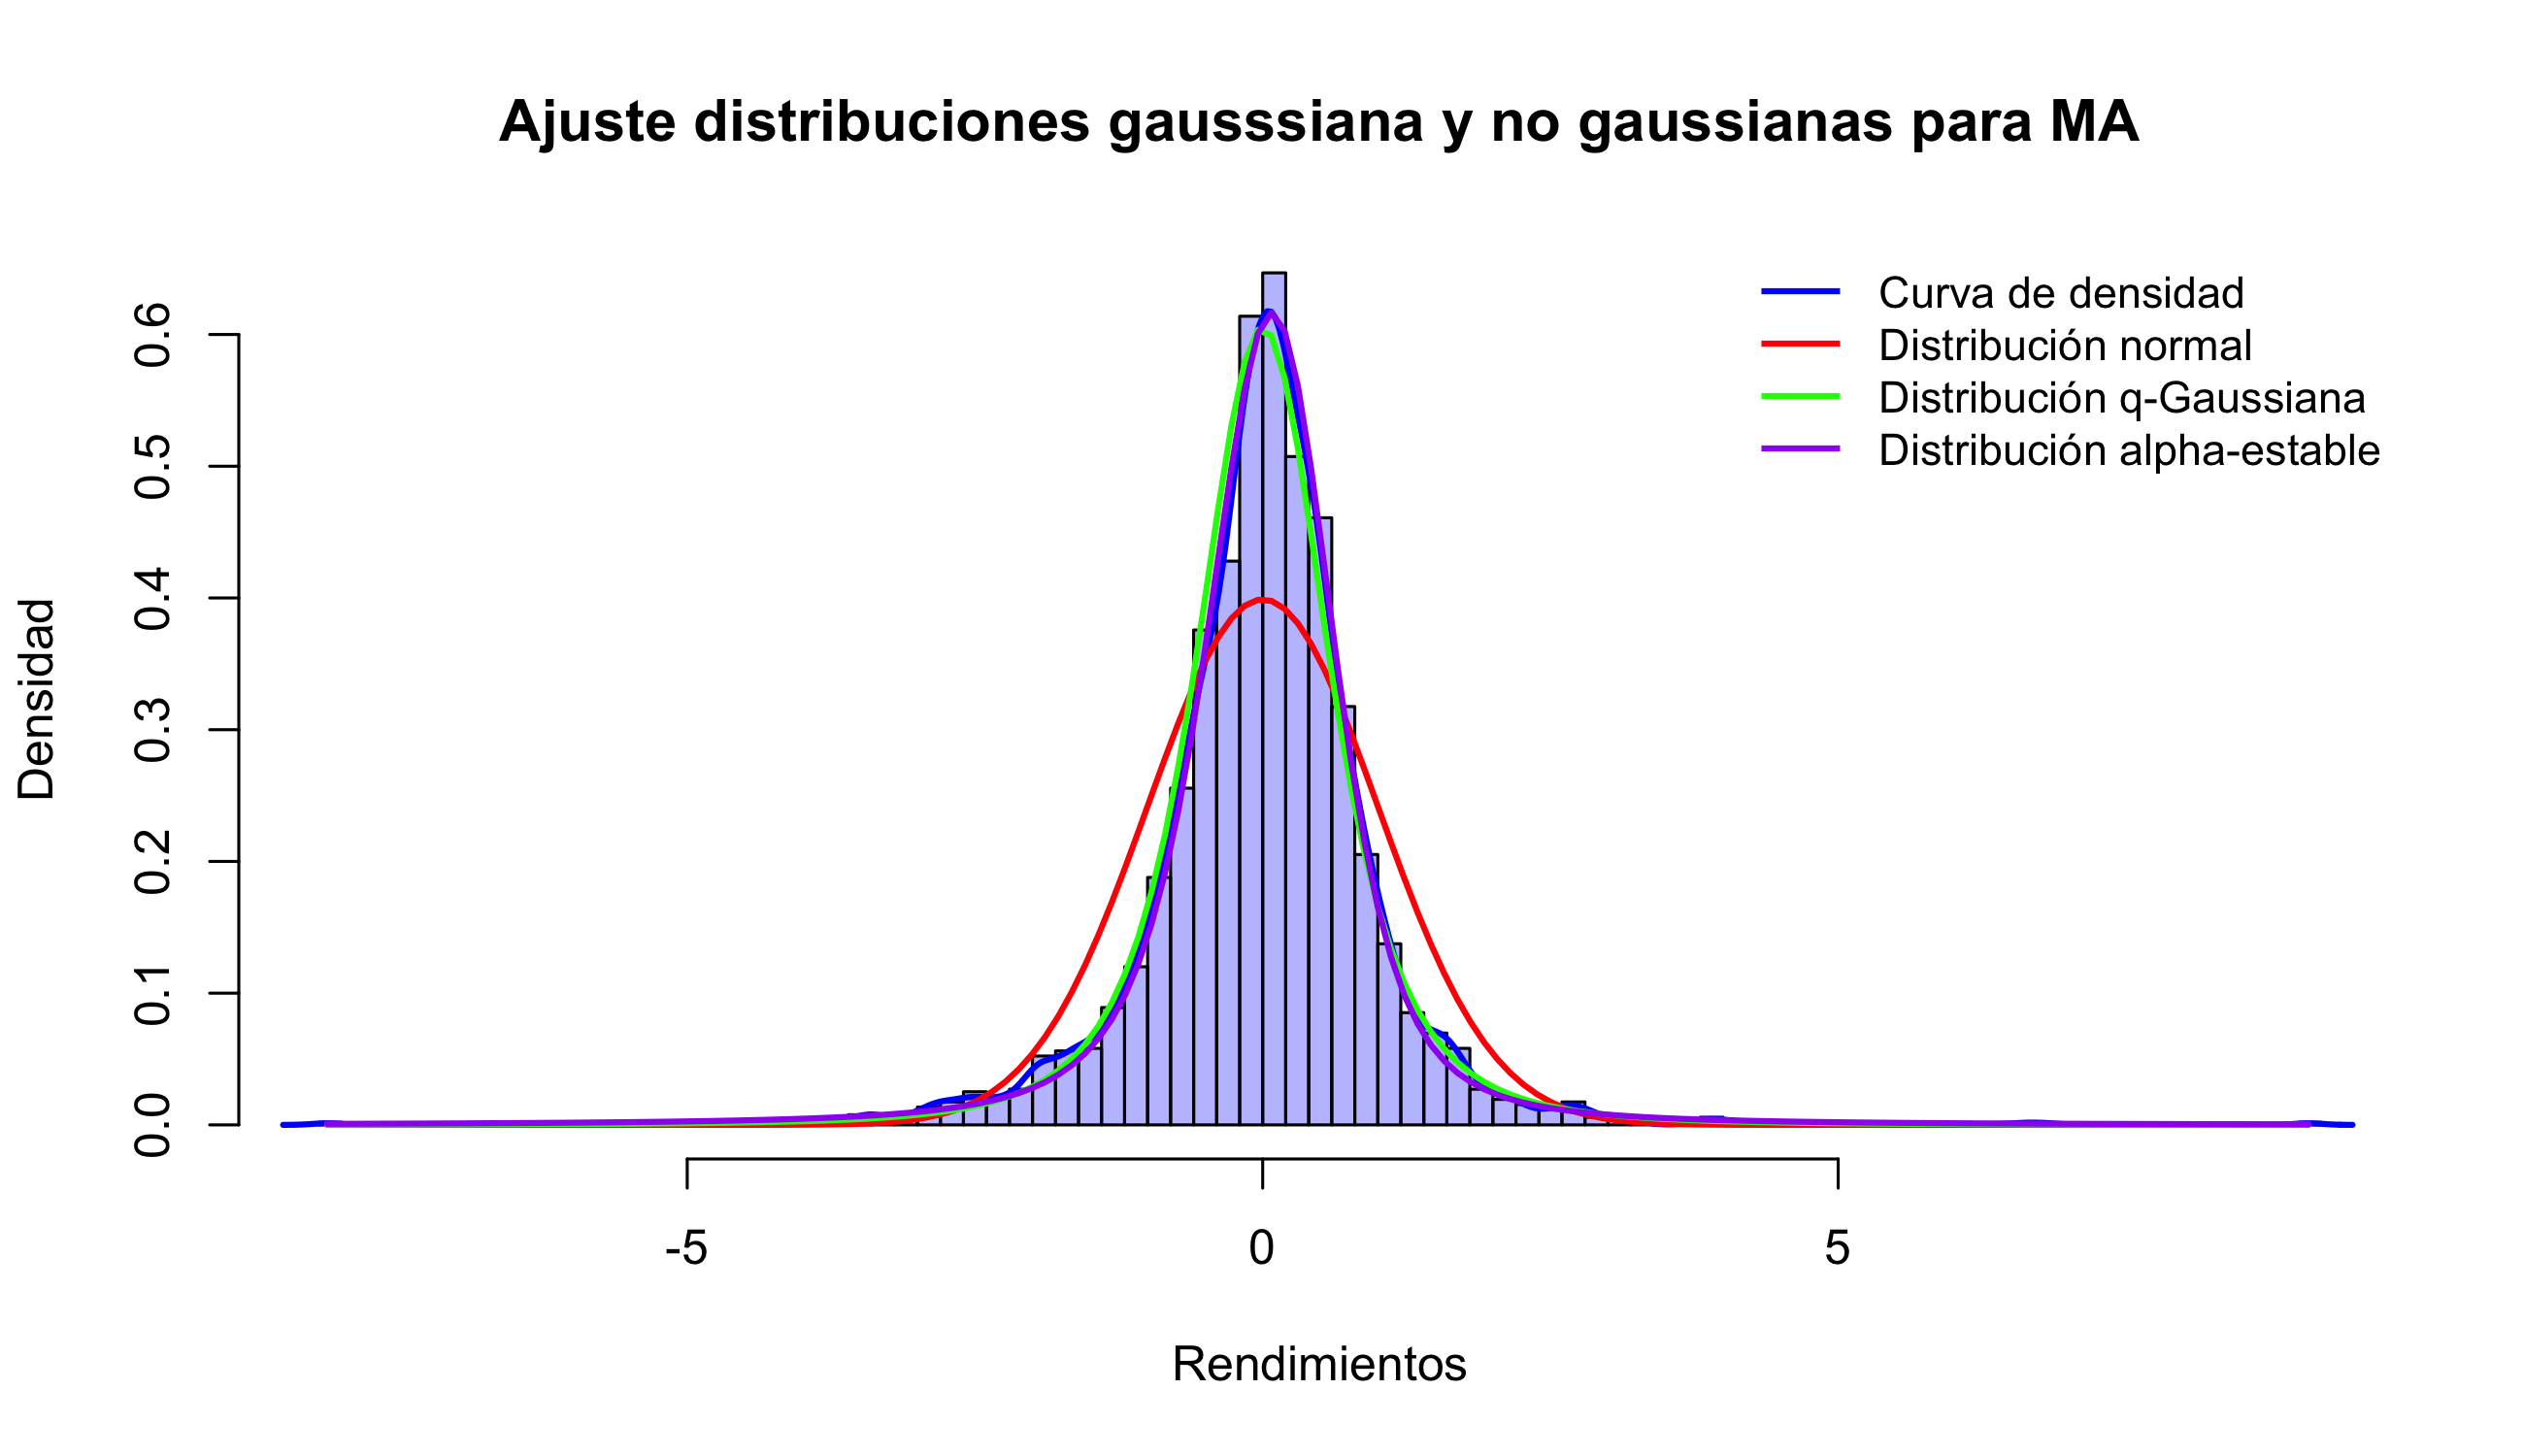 Ajuste distribuciones gausssiana y no gaussianas para MA
Curva de densidad
Distribución normal
Distribución q-Gaussiana
Distribución alpha-estable
Densidad
0.6
0.5
0.4
0.3
0.2
0.1
0.0
-5 0 5
Rendimientos